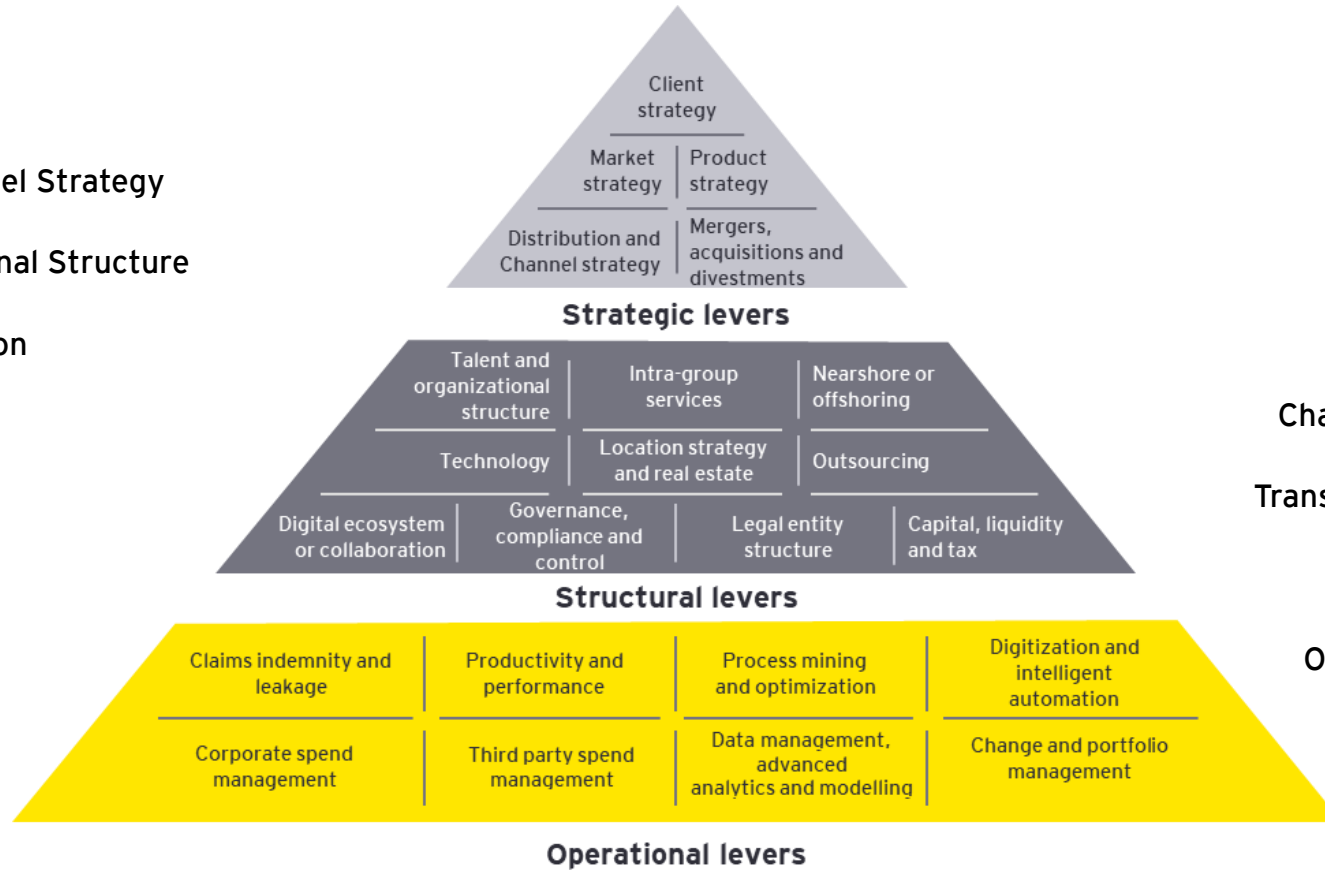 Client
strategy
Market
strategy
Product
strategy
Distribution and
Channel strategy
Mergers,
acquisitions and
divestments
Strategic levers
el Strategy
nal Structure
on
Talent and
organizational
structure
Intra-group
services
Nearshore or
offshoring
Technology
Location strategy
and real estate
Outsourcing
Digital ecosystem
or collaboration
Governance,
compliance and
control
Legal entity
structure
Capital, liquidity
and tax
Structural levers
Cha
Trans
O
Claims indemnity and
leakage
Productivity and
performance
Process mining
and optimization
Digitization and
intelligent
automation
Corporate spend
management
Third party spend
management
Data management,
advanced
analytics and modelling
Change and portfolio
management
Operational levers